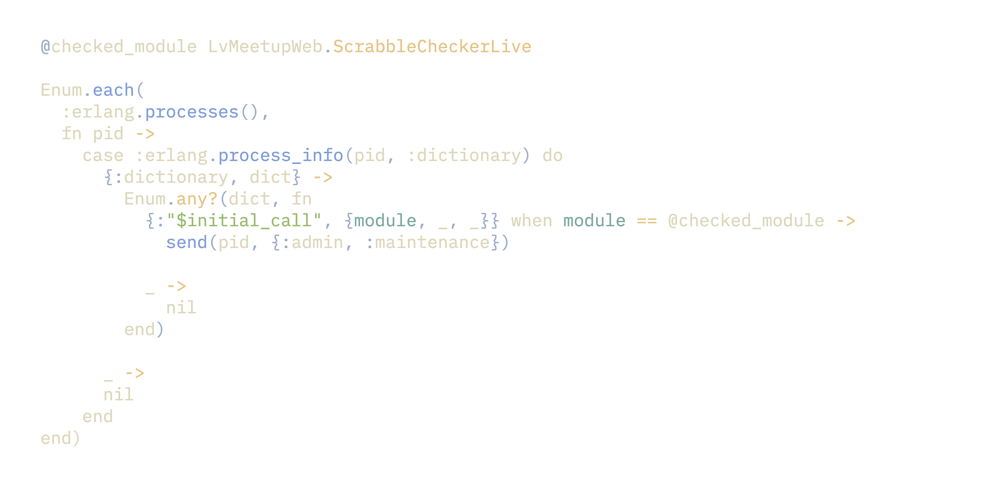 @checked_module LvMeetupWeb.ScrabbleCheckerLive

Enum.each(
  :erlang.processes(),
  fn pid ->
    case :erlang.process_info(pid, :dictionary) do
      {:dictionary, dict} ->
        Enum.any?(dict, fn
          {:"$initial_call", {module, _, _}} when module == @checked_module ->
            send(pid, {:admin, :maintenance})

          _ ->
            nil
        end)

      _ ->
      nil
    end
end)